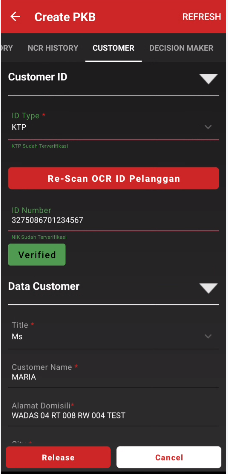 Create PKB
REFRESH
ORY
NCR HISTORY
CUSTOMER
DECISION MAKER
Customer ID
ID Type *
KTP
KTP Sudah Terverifikasi
Re-Scan OCR ID Pelanggan
ID Number
3275086701234567
NIK Sudah Terverifikasi
Verified
Data Customer
Title *
Ms
Customer Name *
MARIA
Alamat Domisili*
WADAS 04 RT 008 RW 004 TEST
City *
Release
Cancel